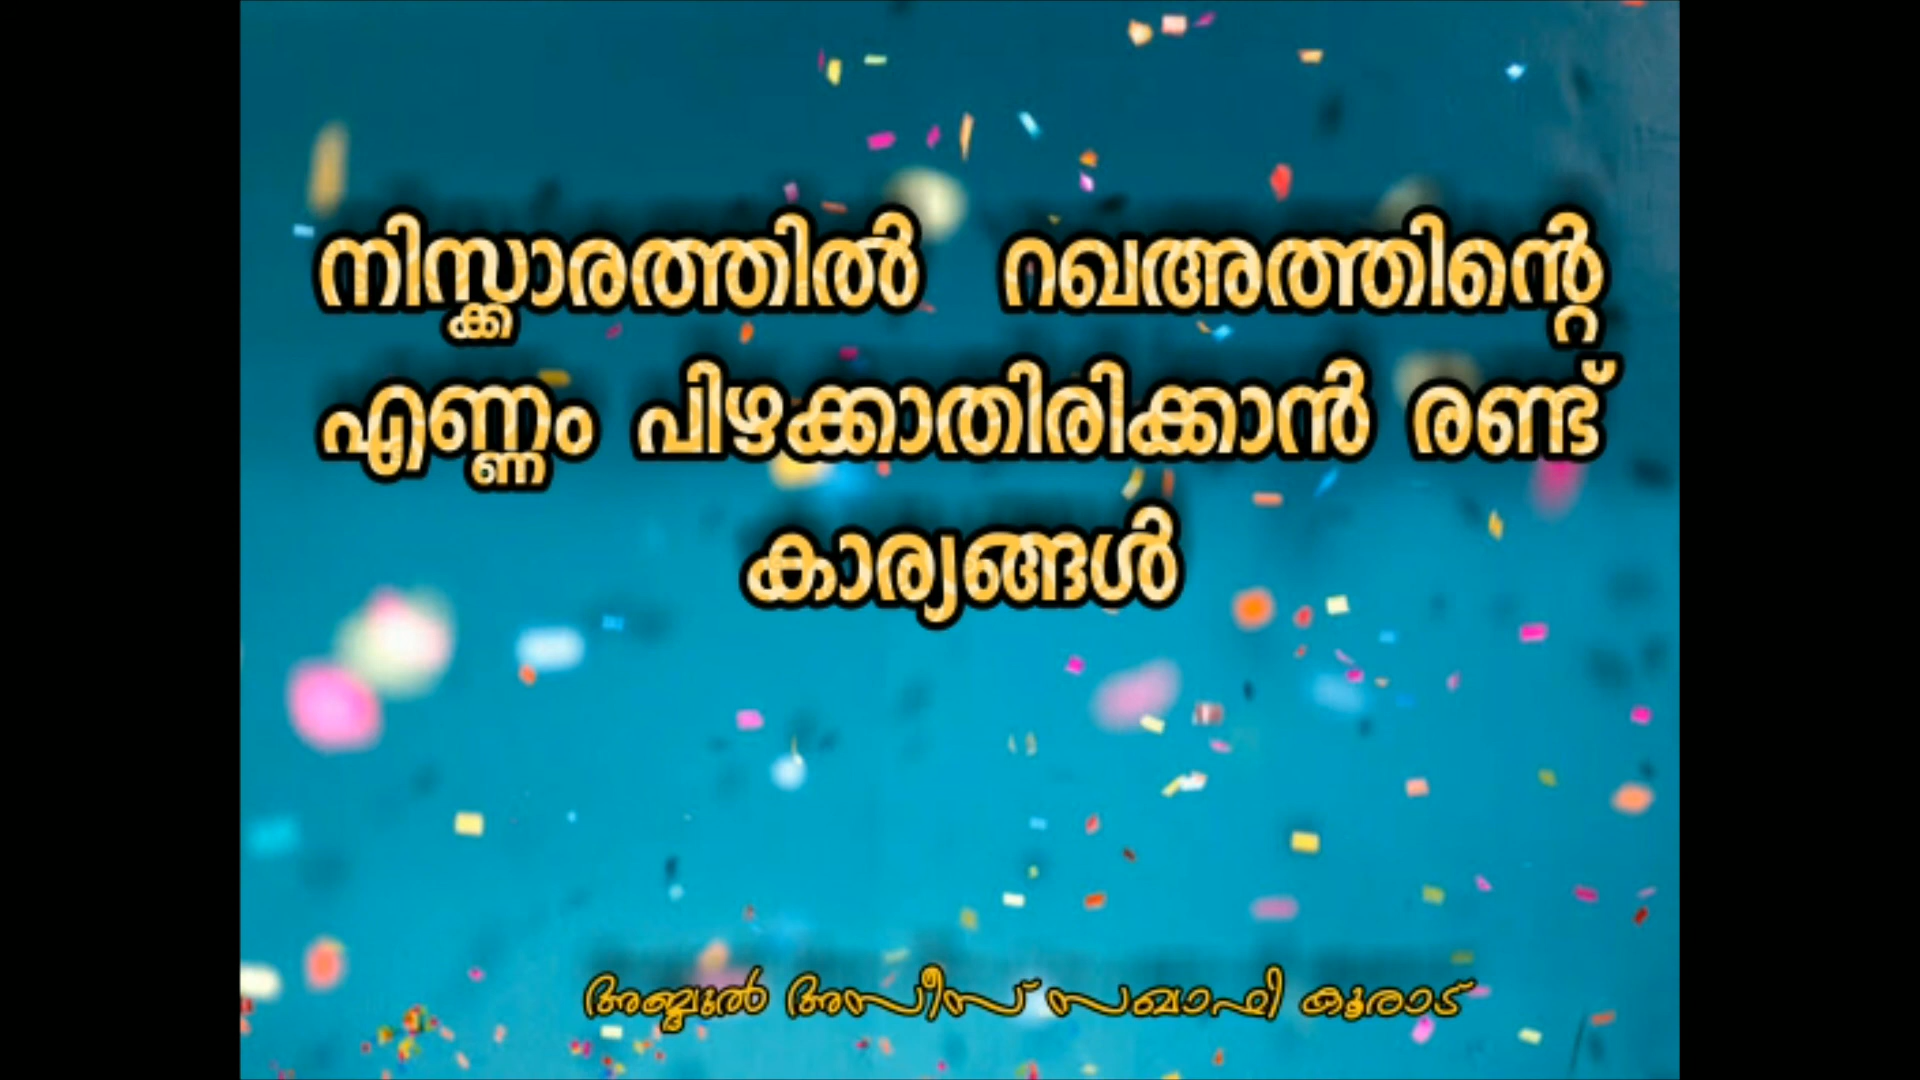 നിസ്ക്കാരത്തിൽ റഖഅത്തിന്റെ
എണ്ണം പിഴക്കാതിരിക്കാൻ രണ്ട്
കാര്യങ്ങൾ
അബ്ദുൽ അസീസ് സഖാഫി കൂരാട്